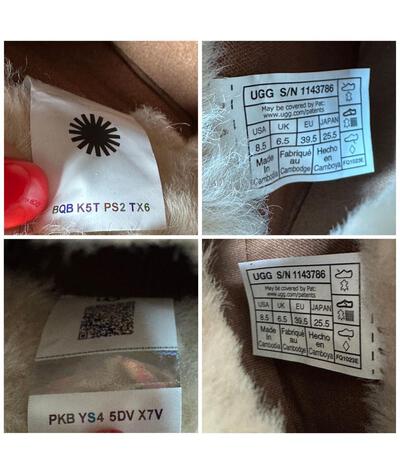 BQB K5T PS2 TX6
UGG S/N 1143786
May be covered by Pat:
www.ugg.com/patents
USA UK EU JAPAN
8.5 6.5 39.5 25.5
Made in Cambodia Fabriqué au Cambodge Hecho en Camboya
FQ1023E
PKB YS4 5DV X7V
UGG S/N 1143786
May be covered by Pat:
www.ugg.com/patents
USA UK EU JAPAN
8.5 6.5 39.5 25.5
Made in Cambodia Fabriqué au Cambodge Hecho en Camboya
FQ1023E